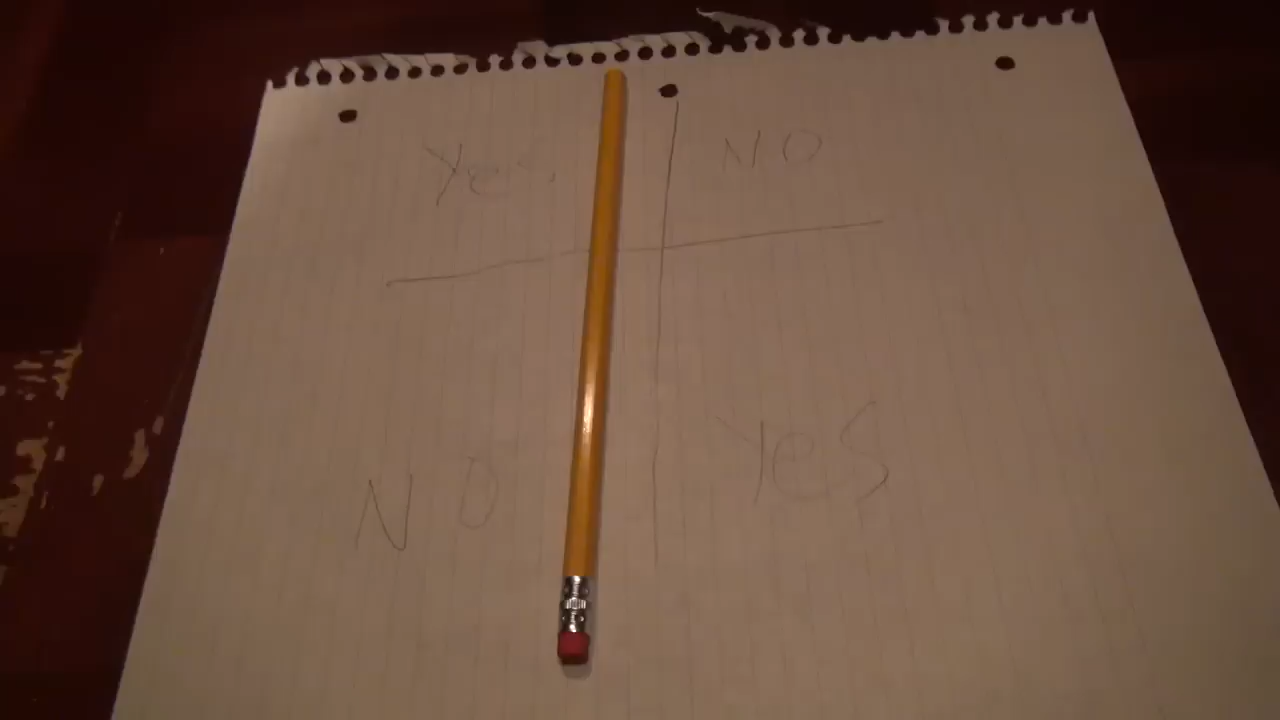 Yes NO
NO Yes